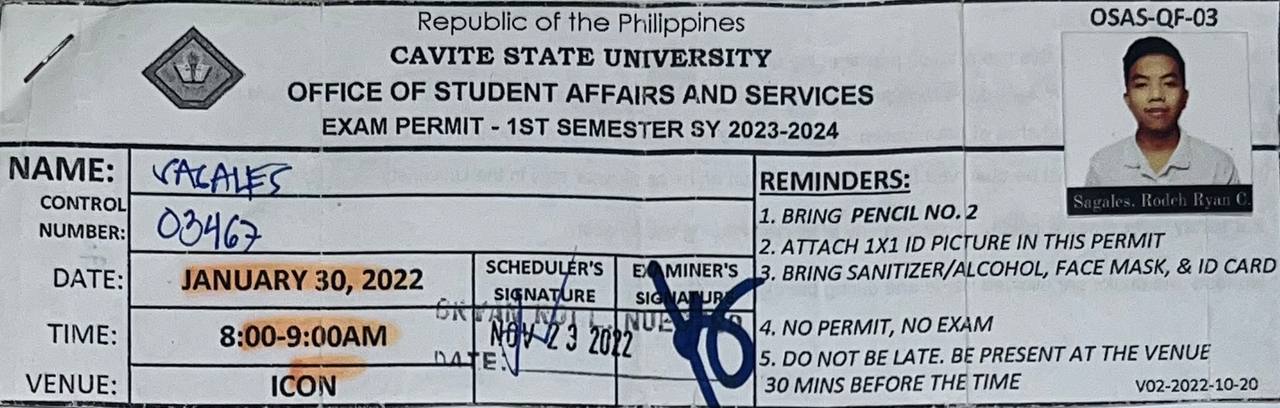 Republic of the Philippines
CAVITE STATE UNIVERSITY
OFFICE OF STUDENT AFFAIRS AND SERVICES
EXAM PERMIT - 1ST SEMESTER SY 2023-2024
OSAS-QF-03
Sagales, Rodeh Ryan C.
NAME: SAGALES
CONTROL NUMBER: 03467
DATE: JANUARY 30, 2022
TIME: 8:00-9:00AM
VENUE: ICON
SCHEDULER'S
SIGNATURE
EXAMINER'S
SIGNATURE
NOV 23 2022
DATE:
REMINDERS:
1. BRING PENCIL NO. 2
2. ATTACH 1X1 ID PICTURE IN THIS PERMIT
3. BRING SANITIZER/ALCOHOL, FACE MASK, & ID CARD
4. NO PERMIT, NO EXAM
5. DO NOT BE LATE. BE PRESENT AT THE VENUE
30 MINS BEFORE THE TIME
V02-2022-10-20